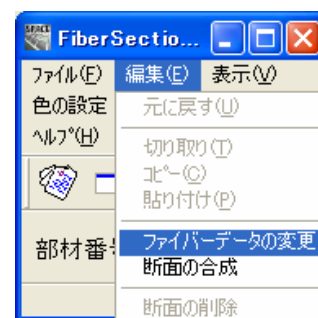 SPACE
FiberSectio...
ファイル(F) 編集(E) 表示(V)
色の設定
ヘルプ(H)
元に戻す(U)
切り取り(T)
コピー(C)
貼り付け(P)
部材番号
ファイバーデータの変更
断面の合成
断面の削除